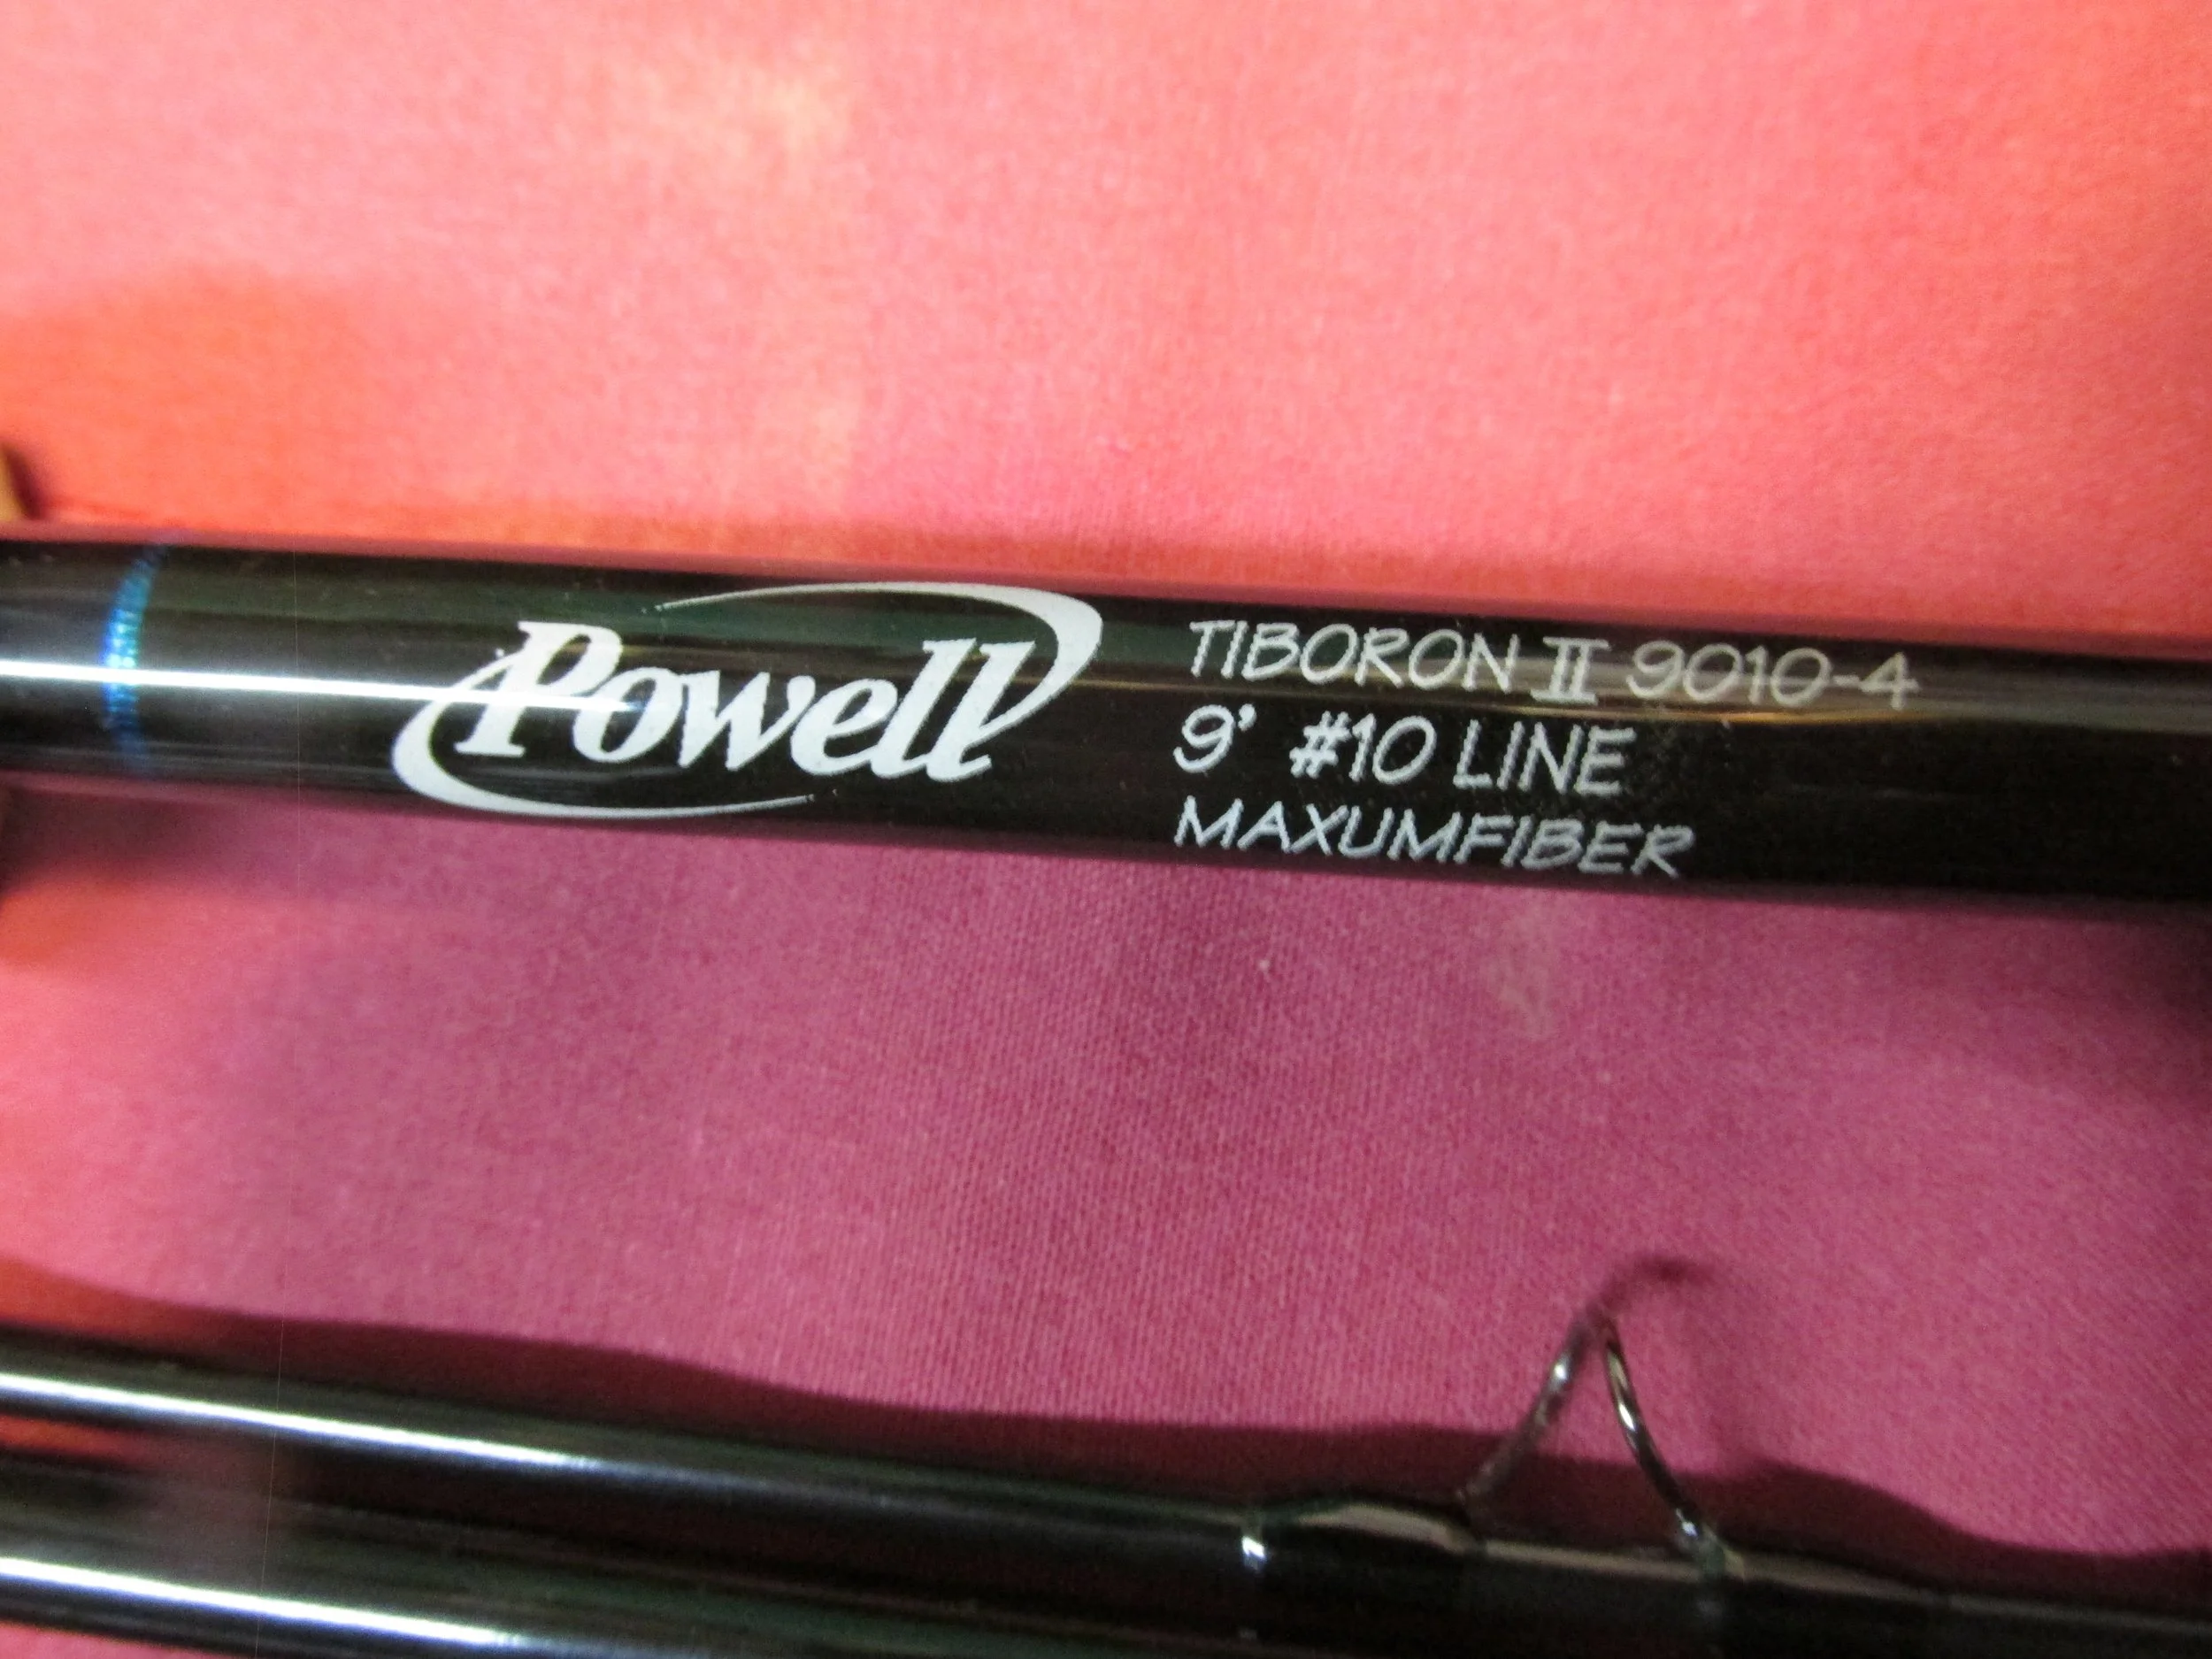 Powell
TIBORON II 9010-4
9' #10 LINE
MAXUMFIBER